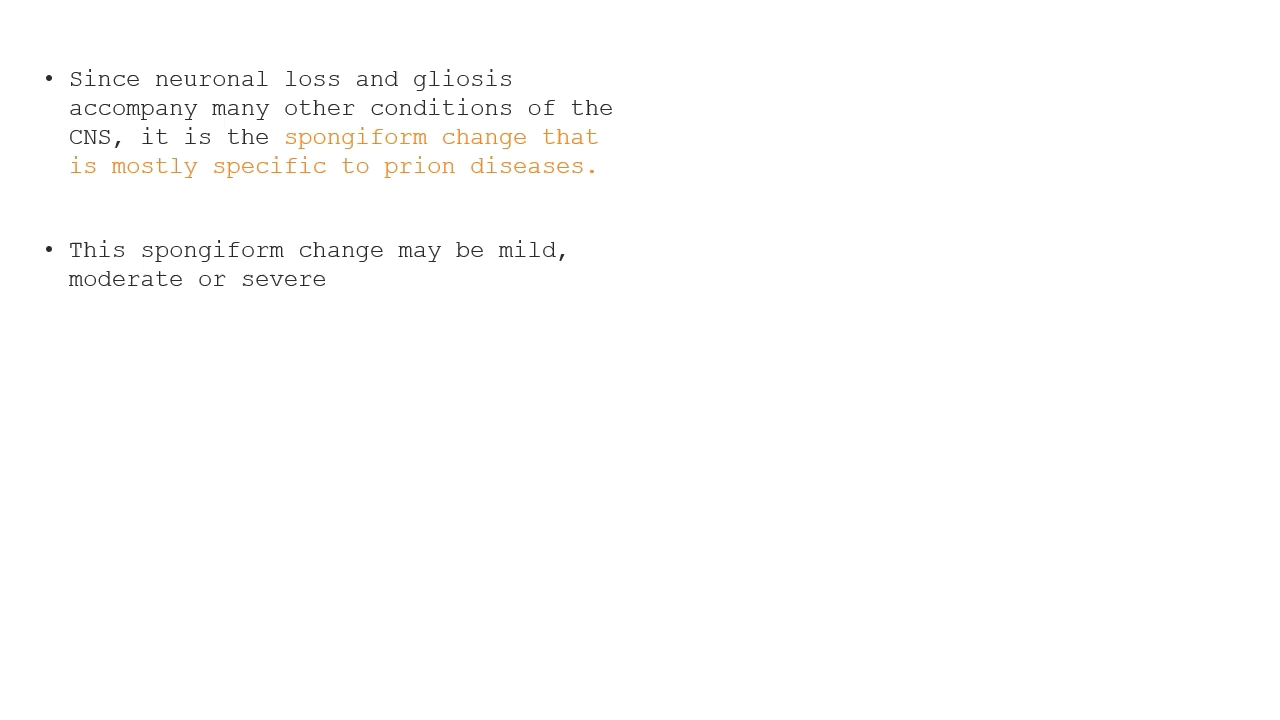 • Since neuronal loss and gliosis
accompany many other conditions of the
CNS, it is the spongiform change that
is mostly specific to prion diseases.
• This spongiform change may be mild,
moderate or severe